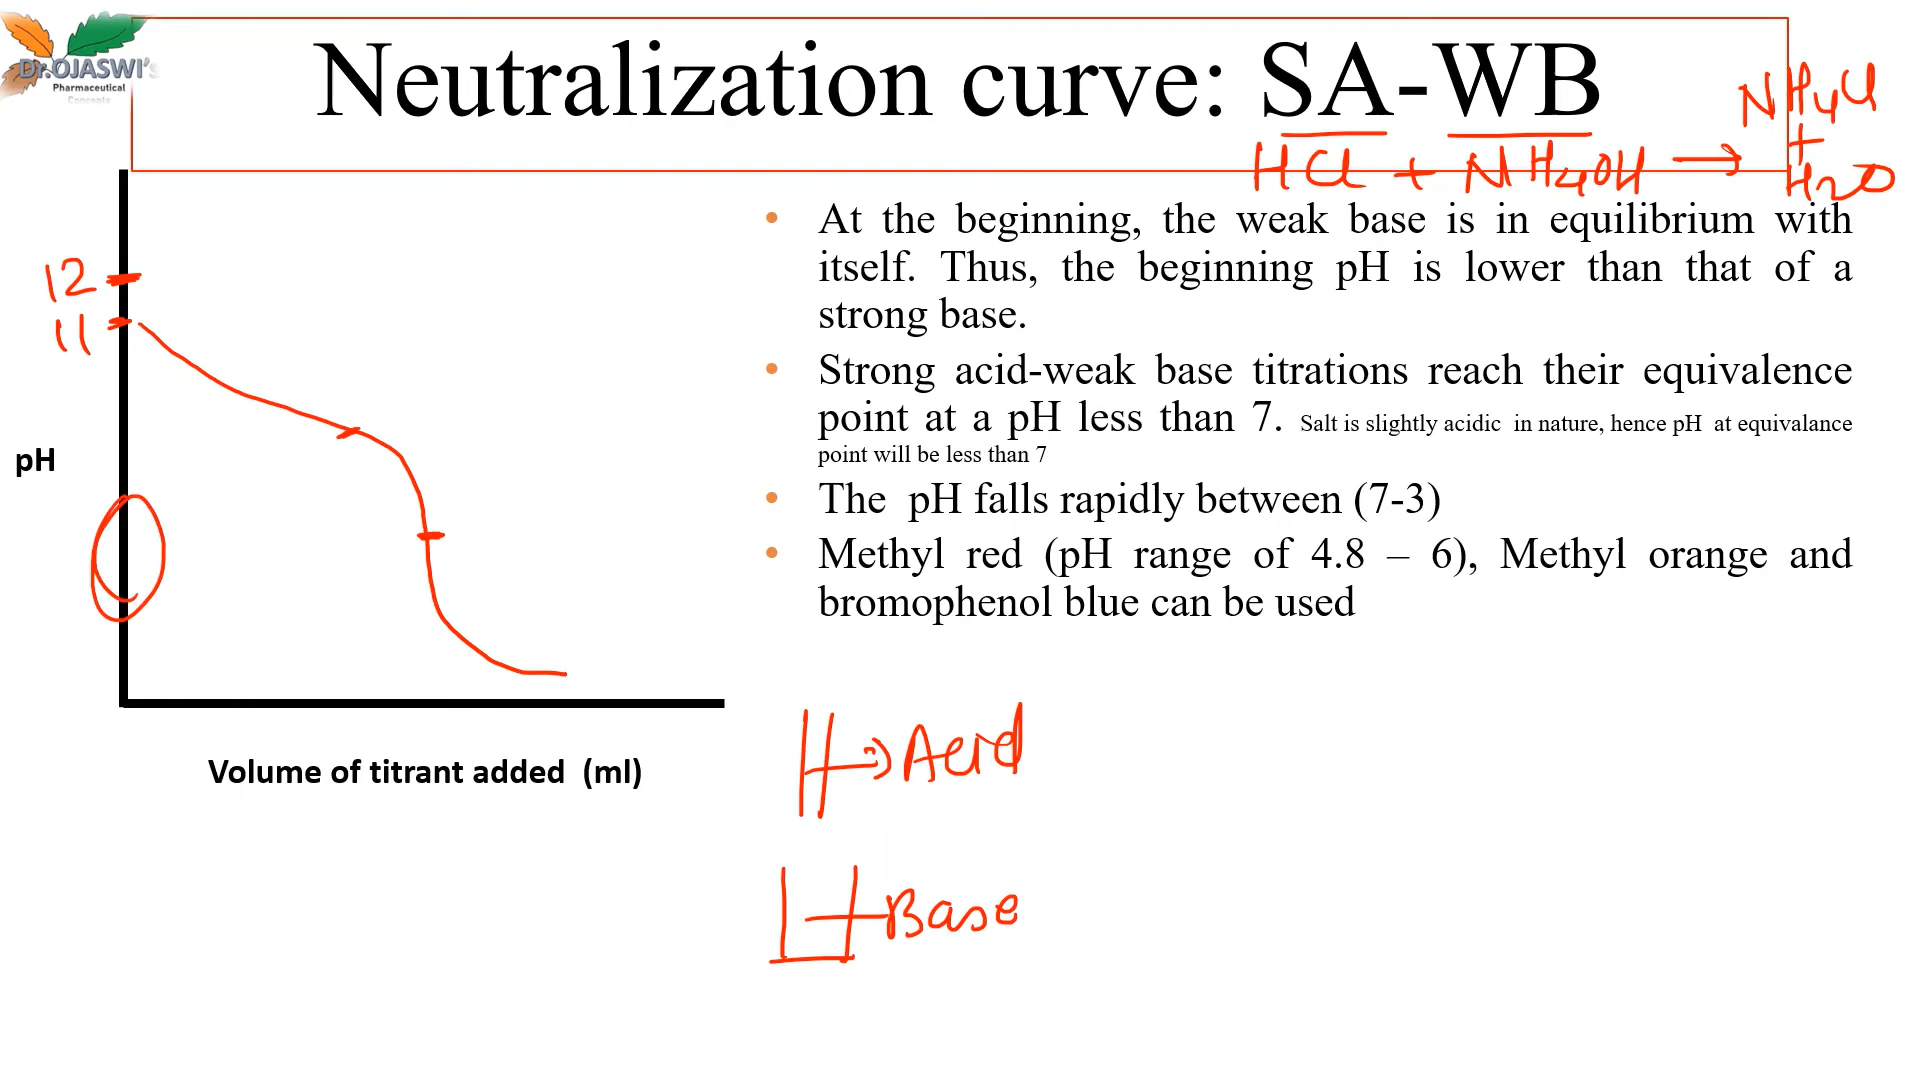 Dr.OJASWI's
Pharmaceutical
Concepts
Neutralization curve: SA-WB
NH4Cl
+
H2O
HCl + NH4OH →
• At the beginning, the weak base is in equilibrium with
itself. Thus, the beginning pH is lower than that of a
strong base.
• Strong acid-weak base titrations reach their equivalence
point at a pH less than 7. Salt is slightly acidic in nature, hence pH at equivalance
point will be less than 7
• The pH falls rapidly between (7-3)
• Methyl red (pH range of 4.8 – 6), Methyl orange and
bromophenol blue can be used
12
11
pH
Volume of titrant added (ml)
Acid
Base